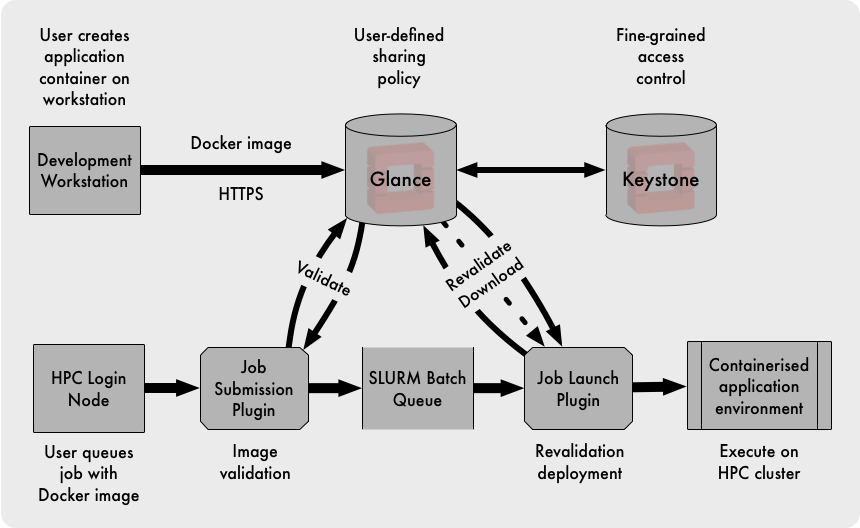 User creates
application
container on
workstation
User-defined
sharing
policy
Fine-grained
access
control
Development
Workstation
Docker image
HTTPS
Glance
Keystone
Validate
Revalidate
Download
HPC Login
Node
Job
Submission
Plugin
SLURM Batch
Queue
Job Launch
Plugin
Containerised
application
environment
User queues
job with
Docker image
Image
validation
Revalidation
deployment
Execute on
HPC cluster